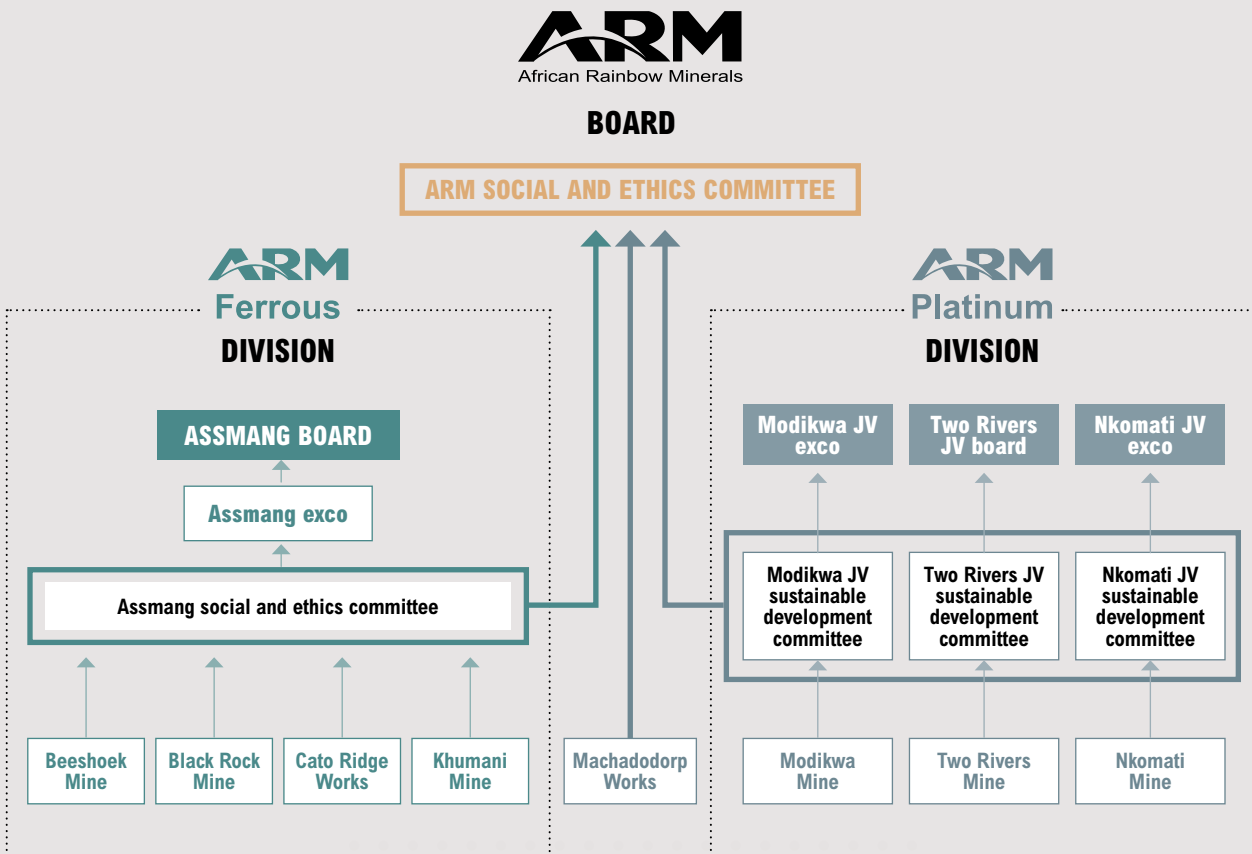 ARM
African Rainbow Minerals
BOARD
ARM SOCIAL AND ETHICS COMMITTEE
ARM
Ferrous
DIVISION
ASSMANG BOARD
Assmang exco
Assmang social and ethics committee
Beeshoek
Mine
Black Rock
Mine
Cato Ridge
Works
Khumani
Mine
Machadodorp
Works
ARM
Platinum
DIVISION
Modikwa JV
exco
Two Rivers
JV board
Nkomati JV
exco
Modikwa JV
sustainable
development
committee
Two Rivers JV
sustainable
development
committee
Nkomati JV
sustainable
development
committee
Modikwa
Mine
Two Rivers
Mine
Nkomati
Mine